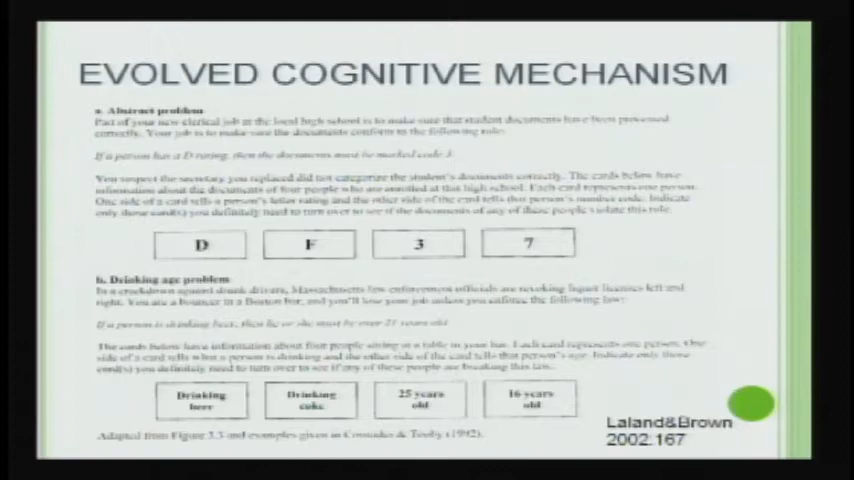 EVOLVED COGNITIVE MECHANISM
a. Abstract problem
Part of your new clerical job at the local high school is to make sure that student documents have been processed
correctly. Your job is to make sure the documents conform to the following rule:
If a person has a D rating, then the documents must be marked code 3.
You suspect the secretary you replaced did not categorize the student's documents correctly. The cards below have
information about the documents of four people who are enrolled at this high school. Each card represents one person.
One side of a card tells a person's letter rating and the other side of the card tells that person's number code. Indicate
only those card(s) you definitely need to turn over to see if the documents of any of these people violate this rule.
D F 3 7
b. Drinking age problem
In a crackdown against drunk drivers, Massachusetts law enforcement officials are revoking liquor licenses left and
right. You are a bouncer in a Boston bar, and you'll lose your job unless you enforce the following law:
If a person is drinking beer, then he or she must be over 21 years old
The cards below have information about four people sitting at a table in your bar. Each card represents one person. One
side of a card tells what a person is drinking and the other side of the card tells that person's age. Indicate only those
card(s) you definitely need to turn over to see if any of these people are breaking this law.
Drinking beer
Drinking coke
25 years old
16 years old
Adapted from Figure 3.3 and examples given in Cosmides & Tooby (1992).
Laland&Brown
2002:167